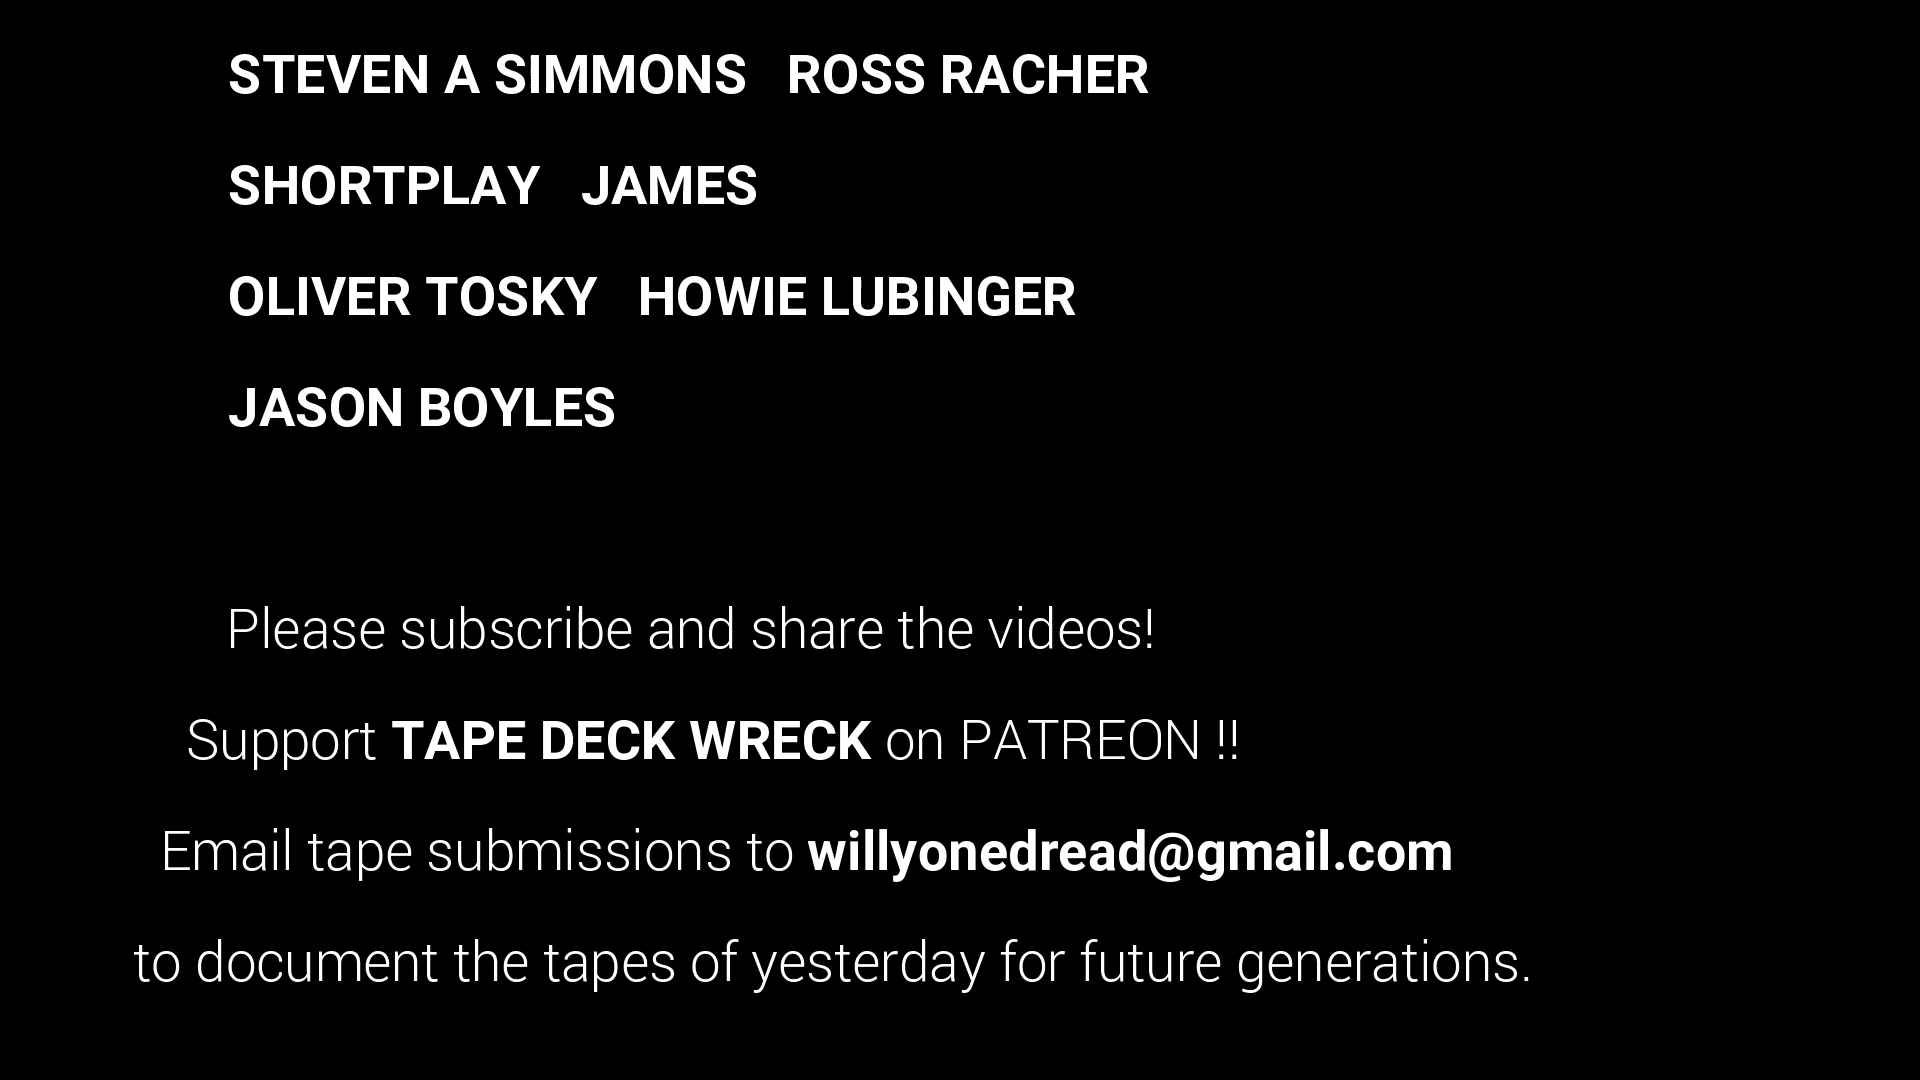 STEVEN A SIMMONS ROSS RACHER
SHORTPLAY JAMES
OLIVER TOSKY HOWIE LUBINGER
JASON BOYLES
Please subscribe and share the videos!
Support TAPE DECK WRECK on PATREON !!
Email tape submissions to willyonedread@gmail.com
to document the tapes of yesterday for future generations.